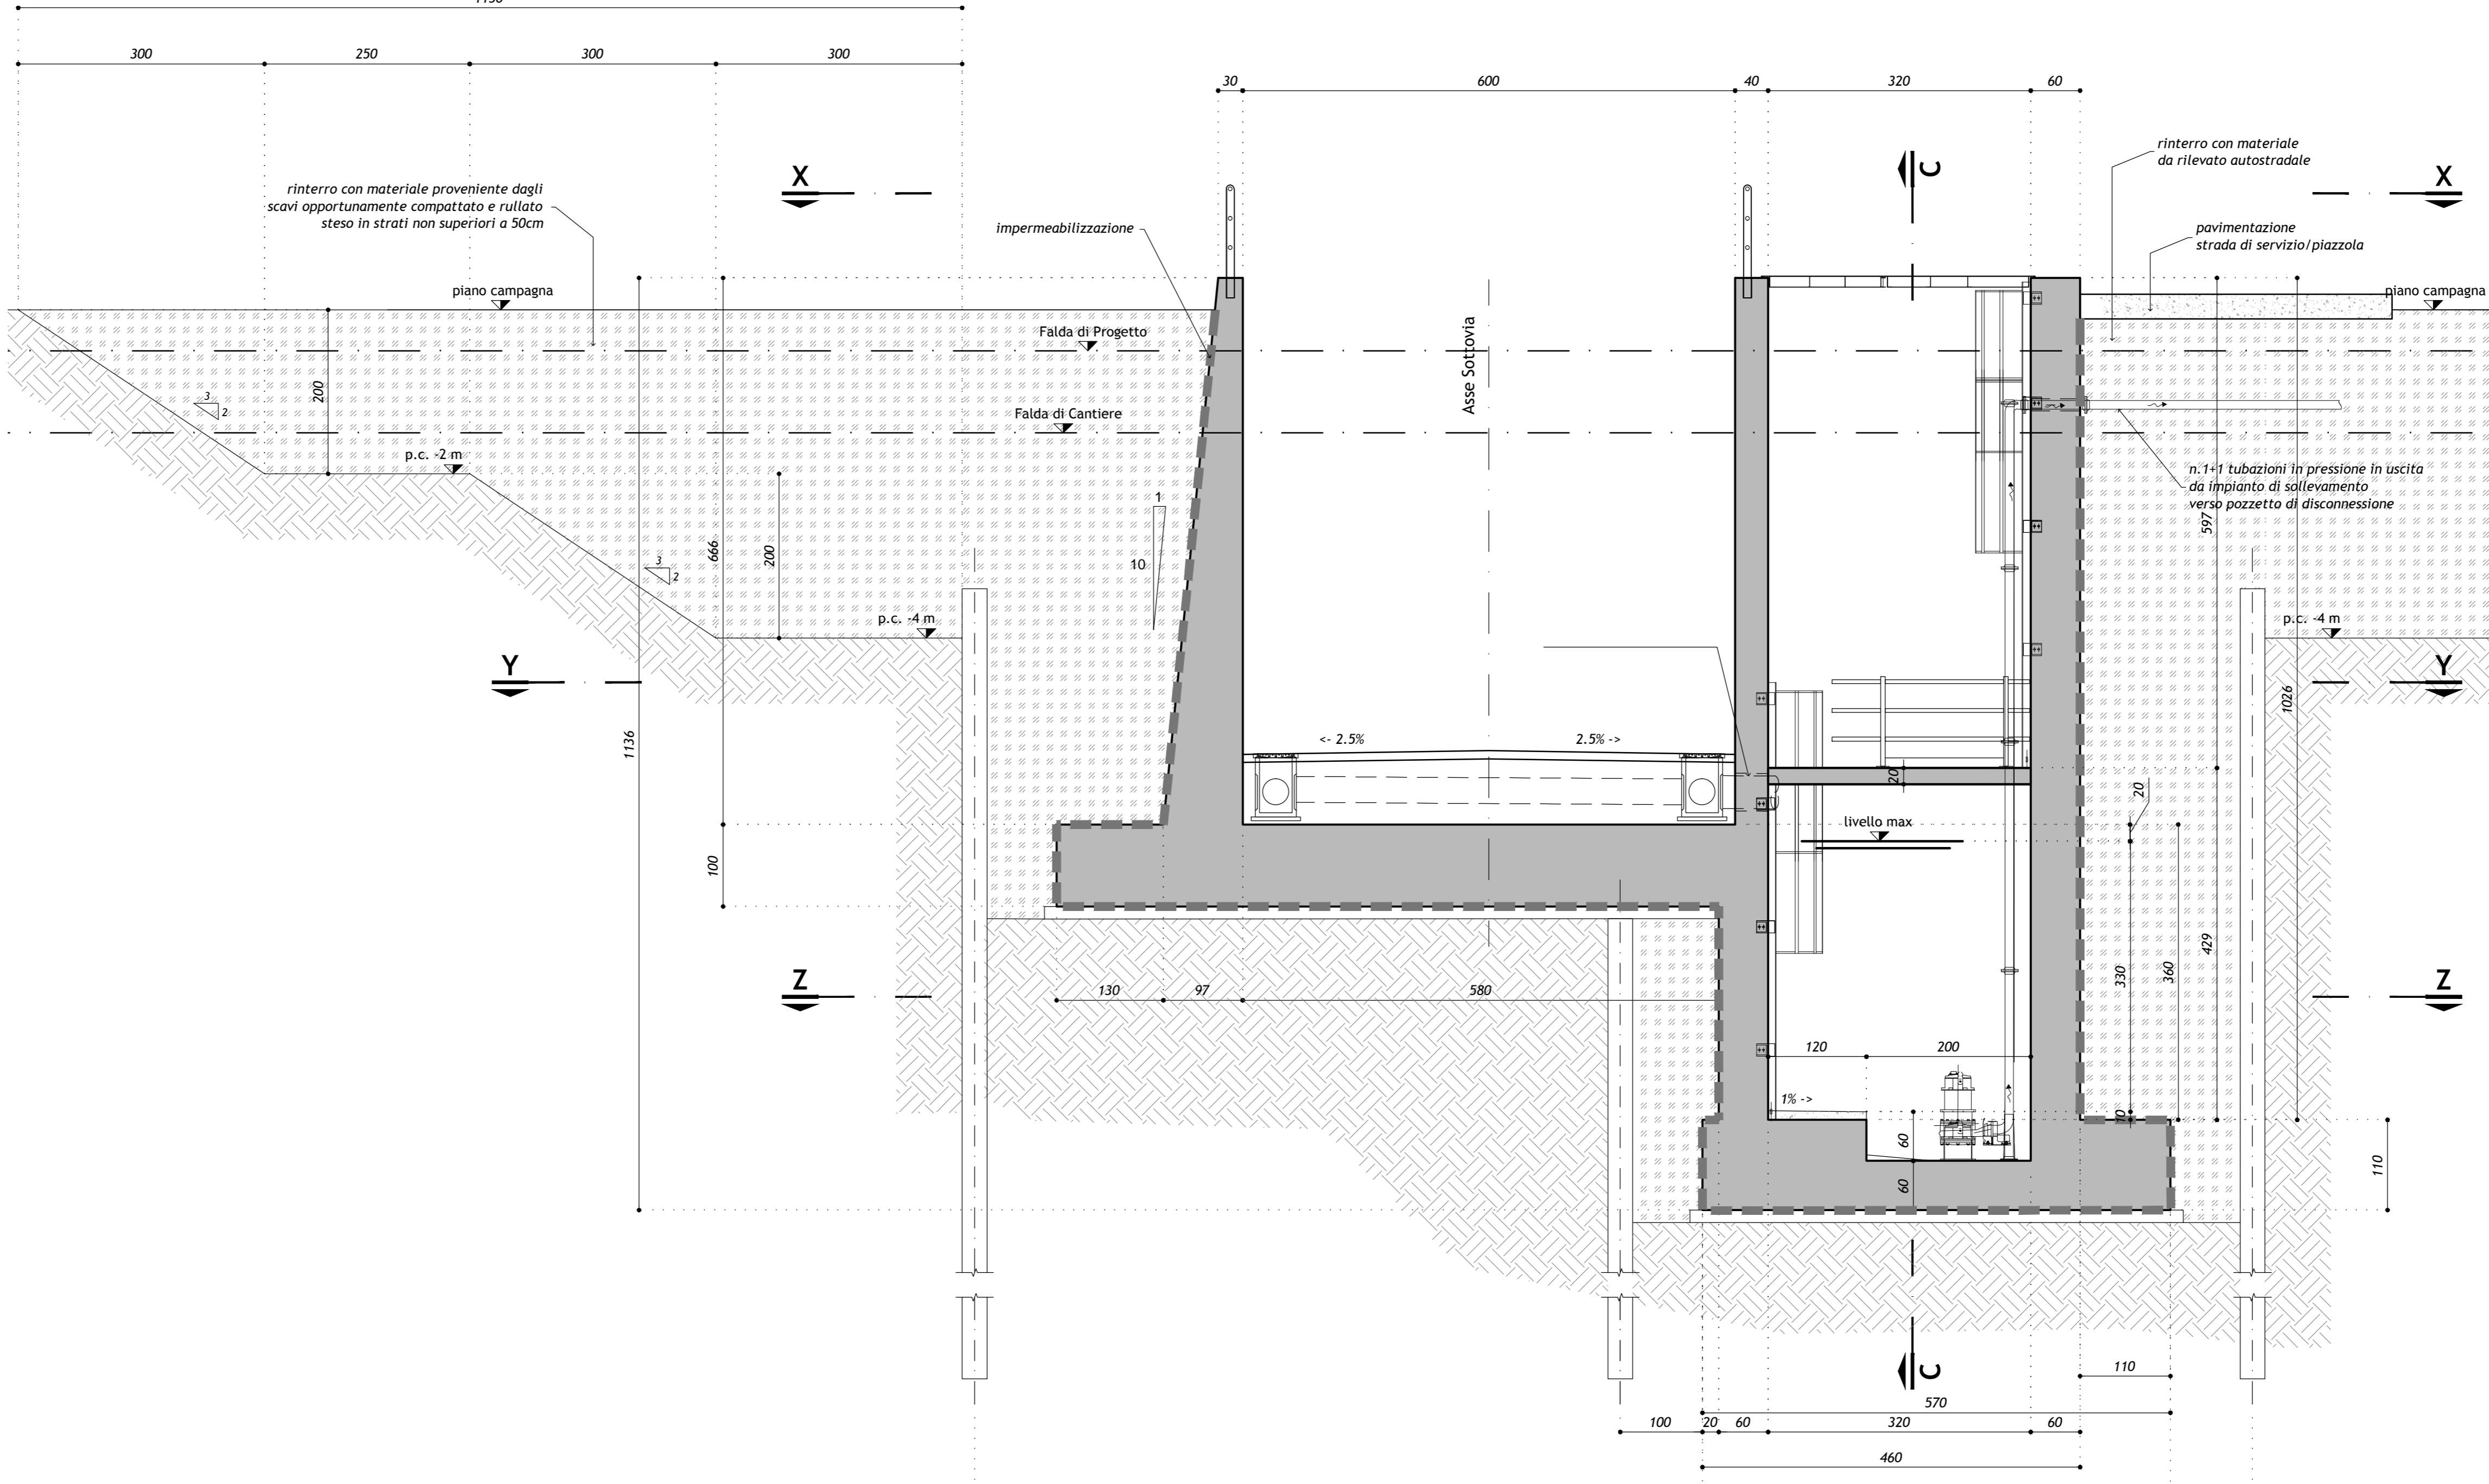 300
250
300
300
30
600
40
320
60
X
C
X
rinterro con materiale
da rilevato autostradale
rinterro con materiale proveniente dagli
scavi opportunamente compattato e rullato
steso in strati non superiori a 50cm
impermeabilizzazione
pavimentazione
strada di servizio/piazzola
piano campagna
piano campagna
Falda di Progetto
Asse Sottovia
200
3
2
Falda di Cantiere
p.c. -2 m
n.1+1 tubazioni in pressione in uscita
da impianto di sollevamento
verso pozzetto di disconnessione
597
1
10
666
200
3
2
p.c. -4 m
p.c. -4 m
Y
Y
1026
1136
<- 2.5%
2.5% ->
20
20
livello max
100
429
330
360
Z
130
97
580
Z
120
200
1% ->
10
60
60
110
C
110
570
100
20
60
320
60
460